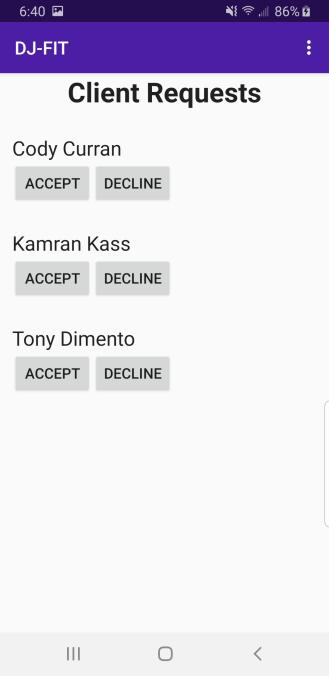 6:40 86%
DJ-FIT
Client Requests
Cody Curran
ACCEPT DECLINE
Kamran Kass
ACCEPT DECLINE
Tony Dimento
ACCEPT DECLINE